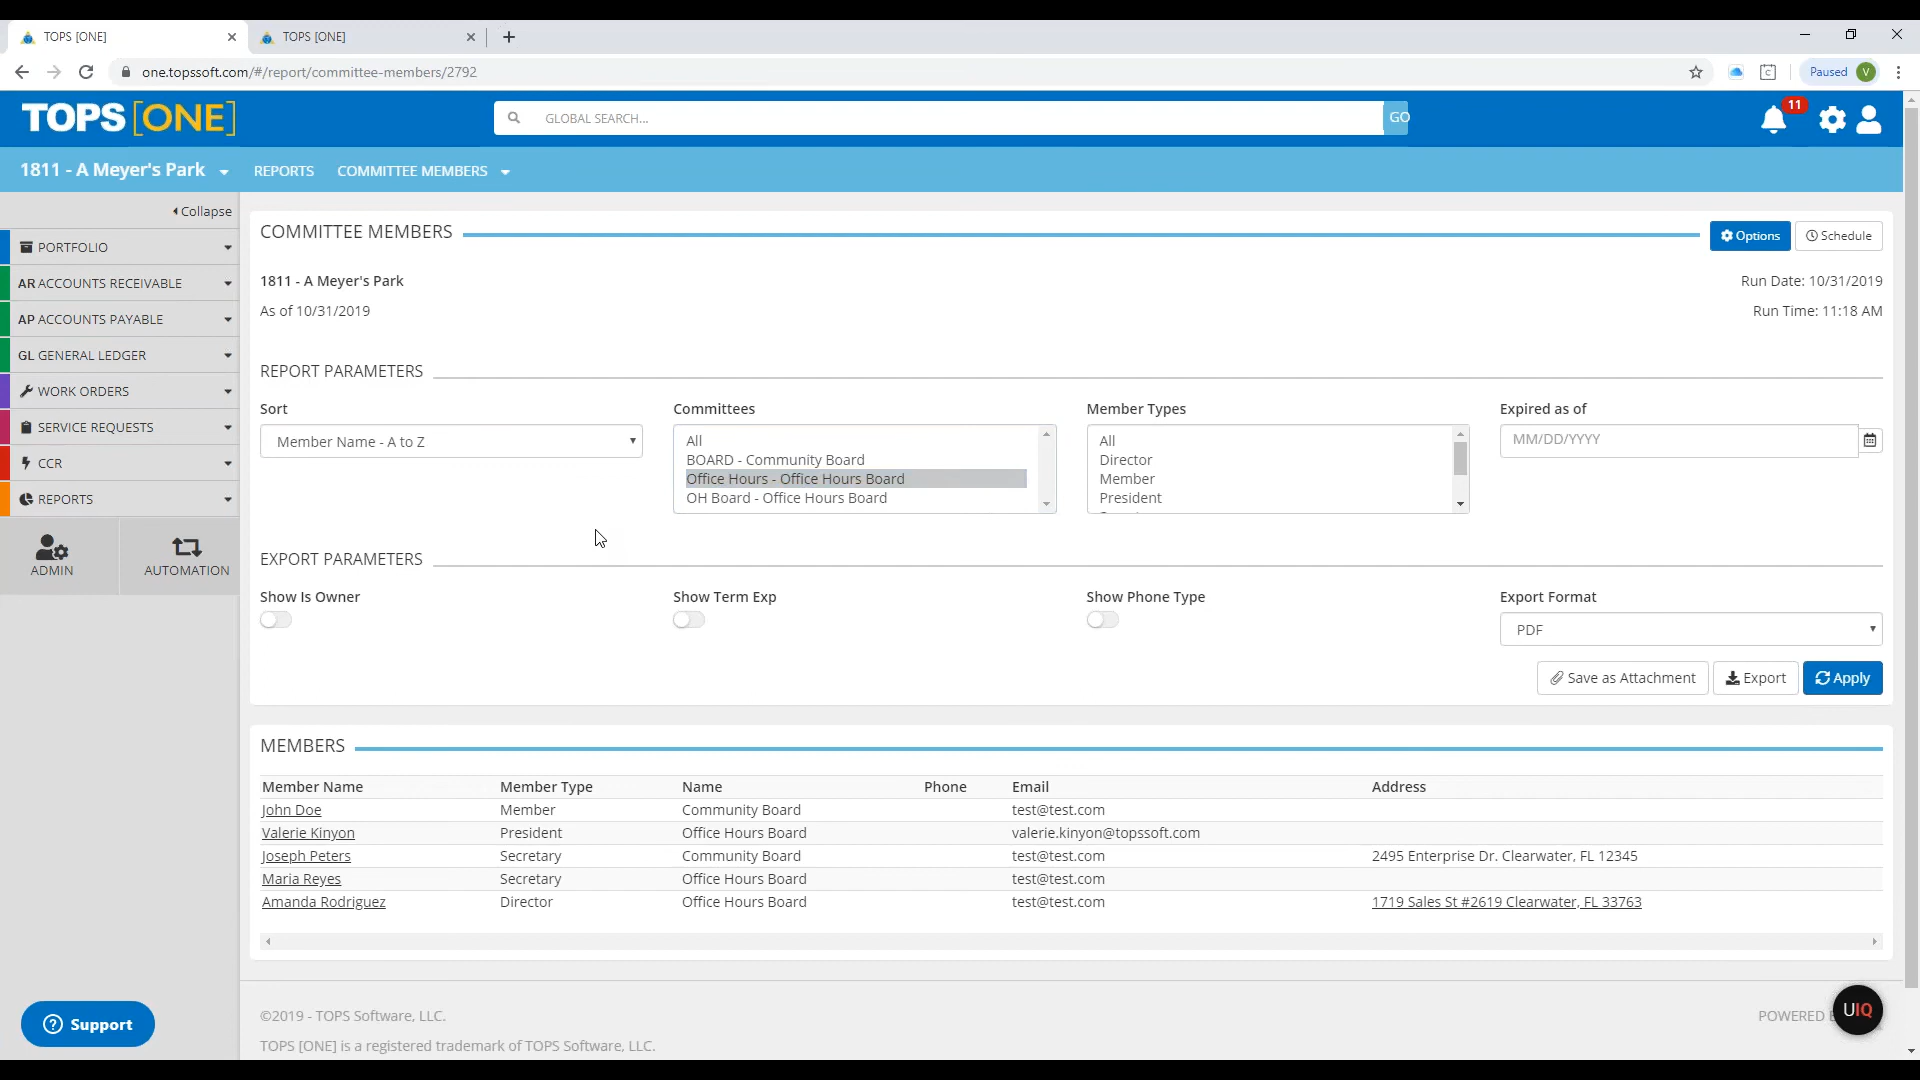 TOPS [ONE]
TOPS [ONE]
one.topssoft.com/#/report/committee-members/2792
Paused V
TOPS [ONE]
GLOBAL SEARCH...
GO
11
1811 - A Meyer's Park
REPORTS
COMMITTEE MEMBERS
Collapse
PORTFOLIO
AR ACCOUNTS RECEIVABLE
AP ACCOUNTS PAYABLE
GL GENERAL LEDGER
WORK ORDERS
SERVICE REQUESTS
CCR
REPORTS
ADMIN
AUTOMATION
COMMITTEE MEMBERS
Options
Schedule
1811 - A Meyer's Park
Run Date: 10/31/2019
As of 10/31/2019
Run Time: 11:18 AM
REPORT PARAMETERS
Sort
Committees
Member Types
Expired as of
Member Name - A to Z
All
BOARD - Community Board
Office Hours - Office Hours Board
OH Board - Office Hours Board
All
Director
Member
President
MM/DD/YYYY
EXPORT PARAMETERS
Show Is Owner
Show Term Exp
Show Phone Type
Export Format
PDF
Save as Attachment
Export
Apply
MEMBERS
Member Name Member Type Name Phone Email Address
John Doe Member Community Board test@test.com
Valerie Kinyon President Office Hours Board valerie.kinyon@topssoft.com
Joseph Peters Secretary Community Board test@test.com 2495 Enterprise Dr. Clearwater, FL 12345
Maria Reyes Secretary Office Hours Board test@test.com
Amanda Rodriguez Director Office Hours Board test@test.com 1719 Sales St #2619 Clearwater, FL 33763
Support
©2019 - TOPS Software, LLC.
POWERED
UIQ
TOPS [ONE] is a registered trademark of TOPS Software, LLC.